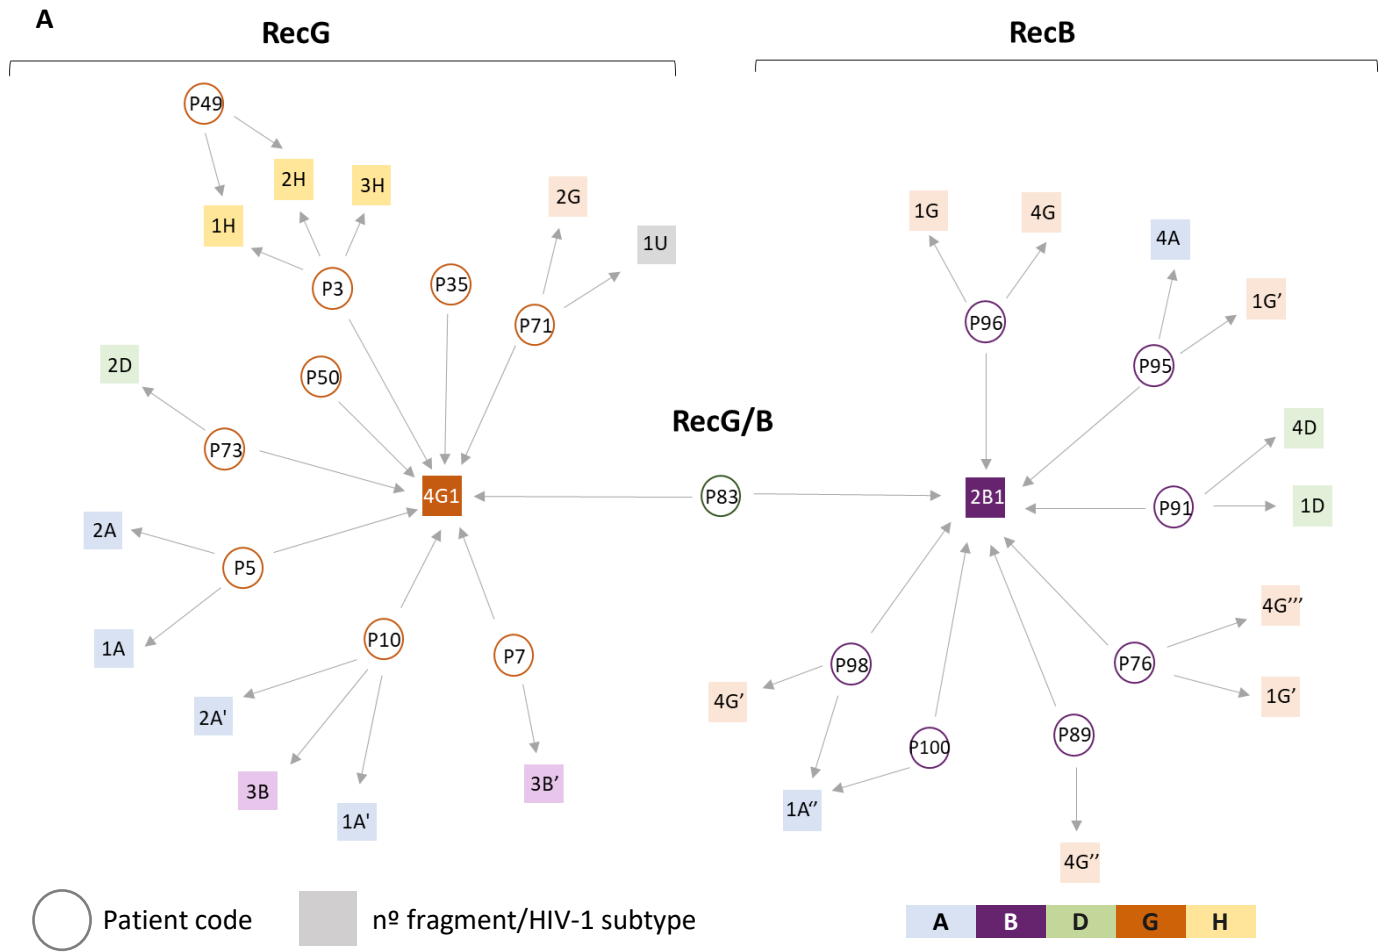 A
RecG
RecB
P49
2H
3H
1H
2G
1U
P3
P35
P71
P50
2D
P73
4G1
2A
P5
1A
P10
P7
2A'
3B
1A'
3B’
RecG/B
P83
1G
4G
4A
P96
1G’
P95
4D
2B1
P91
1D
4G’’’
P98
P76
4G’
1G’
P100
P89
1A’’
4G’’
Patient code
nº fragment/HIV-1 subtype
A B D G H